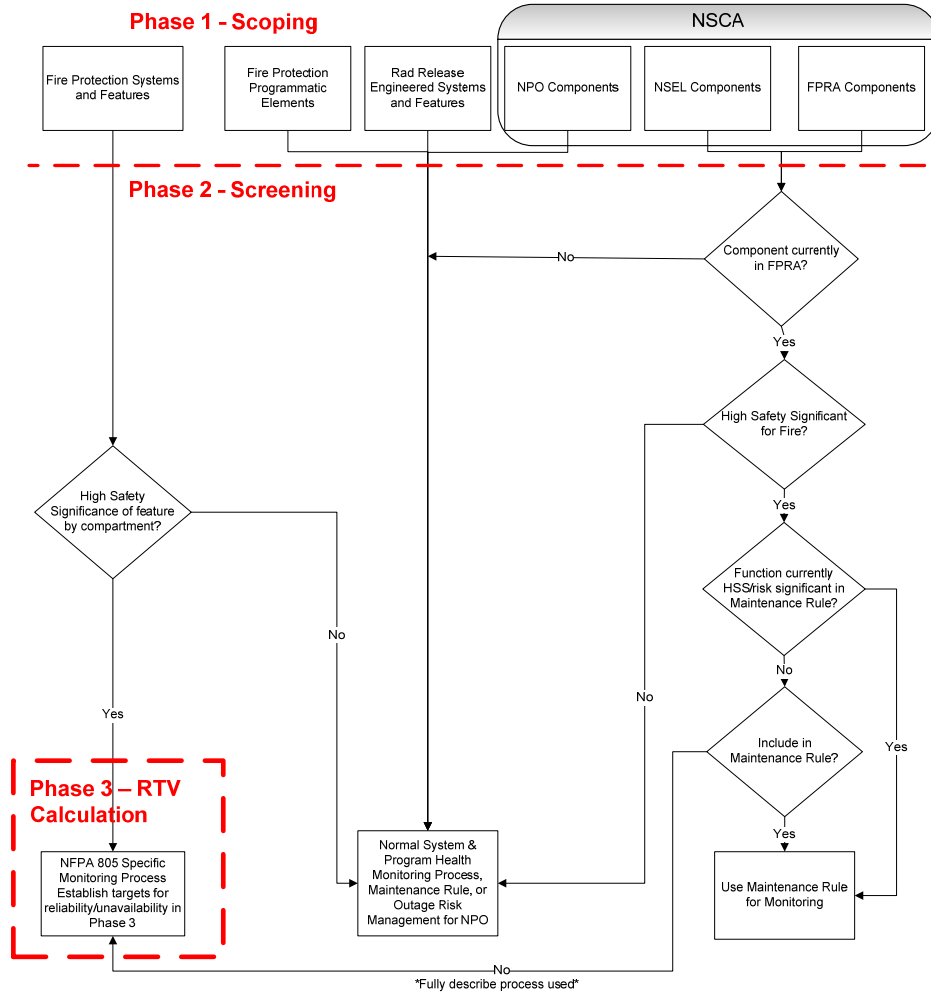 Phase 1 - Scoping
NSCA
Fire Protection Systems
and Features
Fire Protection
Programmatic
Elements
Rad Release
Engineered Systems
and Features
NPO Components
NSEL Components
FPRA Components
Phase 2 - Screening
Component currently
in FPRA?
No
Yes
High Safety Significant
for Fire?
Yes
High Safety
Significance of feature
by compartment?
Function currently
HSS/risk significant in
Maintenance Rule?
No
No
No
Yes
Yes
Include in
Maintenance Rule?
Yes
Phase 3 – RTV
Calculation
NFPA 805 Specific
Monitoring Process
Establish targets for
reliability/unavailability in
Phase 3
Normal System &
Program Health
Monitoring Process,
Maintenance Rule, or
Outage Risk
Management for NPO
Use Maintenance Rule
for Monitoring
No
*Fully describe process used*